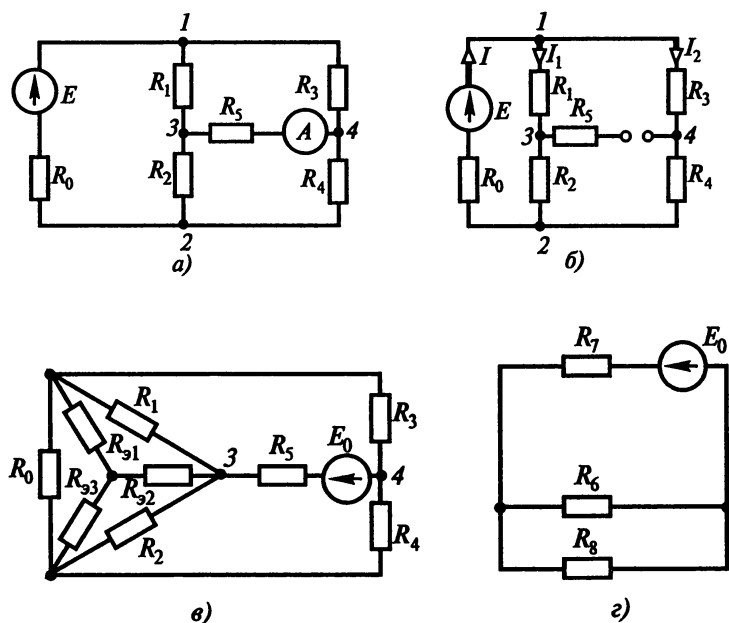 1
E
R₀
R₁
R₃
3
R₅
A
4
R₂
R₄
2
а)
1
I
I₁
I₂
E
R₁
R₃
R₅
3
4
R₀
R₂
R₄
2
б)
R₁
R₃
Rэ1
E₀
R₀
3
R₅
4
Rэ3
Rэ2
R₂
R₄
в)
R₇
E₀
R₆
R₈
г)